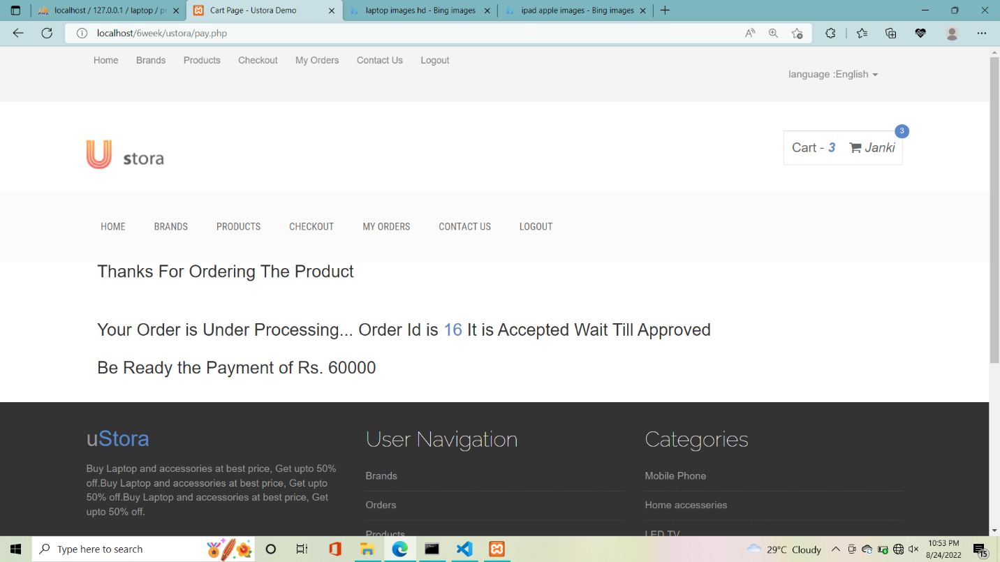 localhost / 127.0.0.1 / laptop / pr
Cart Page - Ustora Demo
laptop images hd - Bing images
ipad apple images - Bing images
localhost/6week/ustora/pay.php
Home Brands Products Checkout My Orders Contact Us Logout
language :English
3
Cart - 3 Janki
U stora
HOME BRANDS PRODUCTS CHECKOUT MY ORDERS CONTACT US LOGOUT
Thanks For Ordering The Product
Your Order is Under Processing... Order Id is 16 It is Accepted Wait Till Approved
Be Ready the Payment of Rs. 60000
uStora
Buy Laptop and accessories at best price, Get upto 50%
off.Buy Laptop and accessories at best price, Get upto
50% off.Buy Laptop and accessories at best price, Get
upto 50% off.
User Navigation
Brands
Orders
Products
Categories
Mobile Phone
Home accesseries
LED TV
Type here to search
29°C Cloudy
10:53 PM
8/24/2022
15